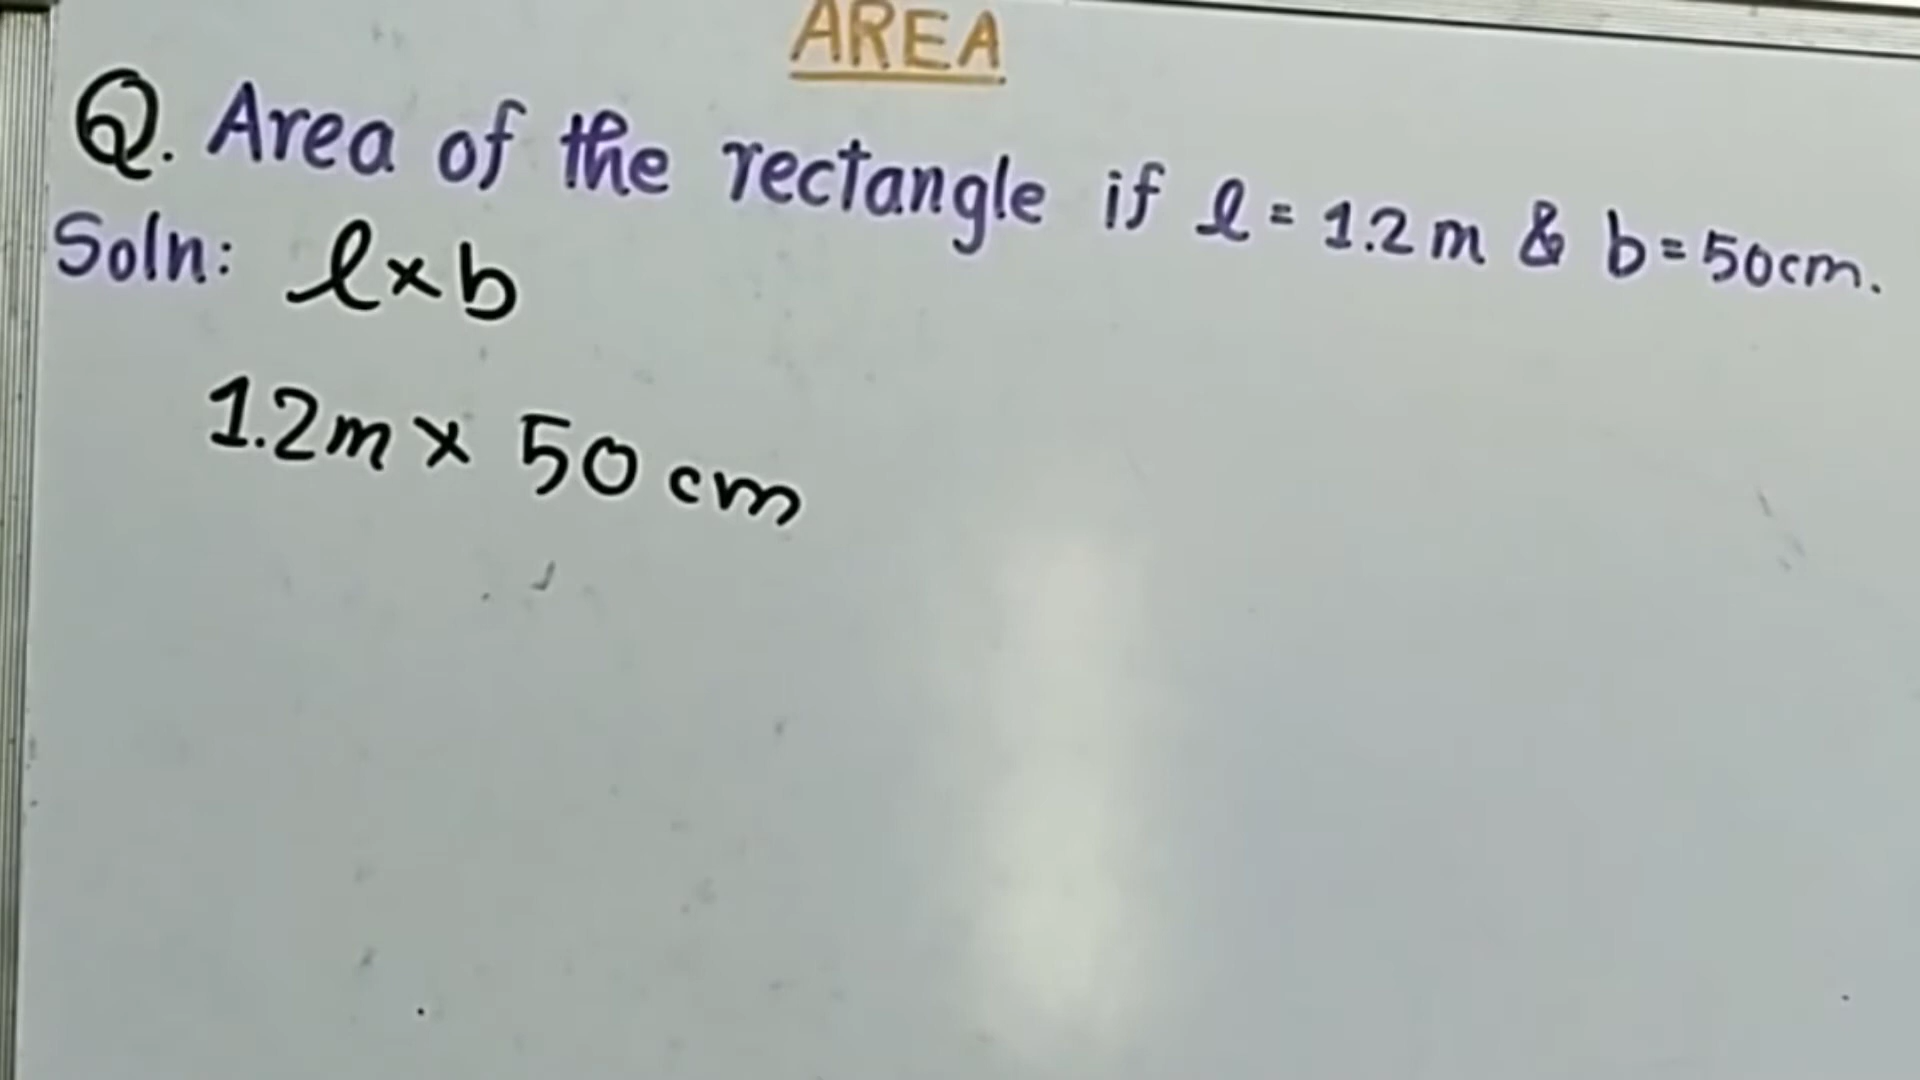 AREA
Q. Area of the rectangle if l = 1.2 m & b = 50cm.
Soln: l×b
1.2m × 50 cm